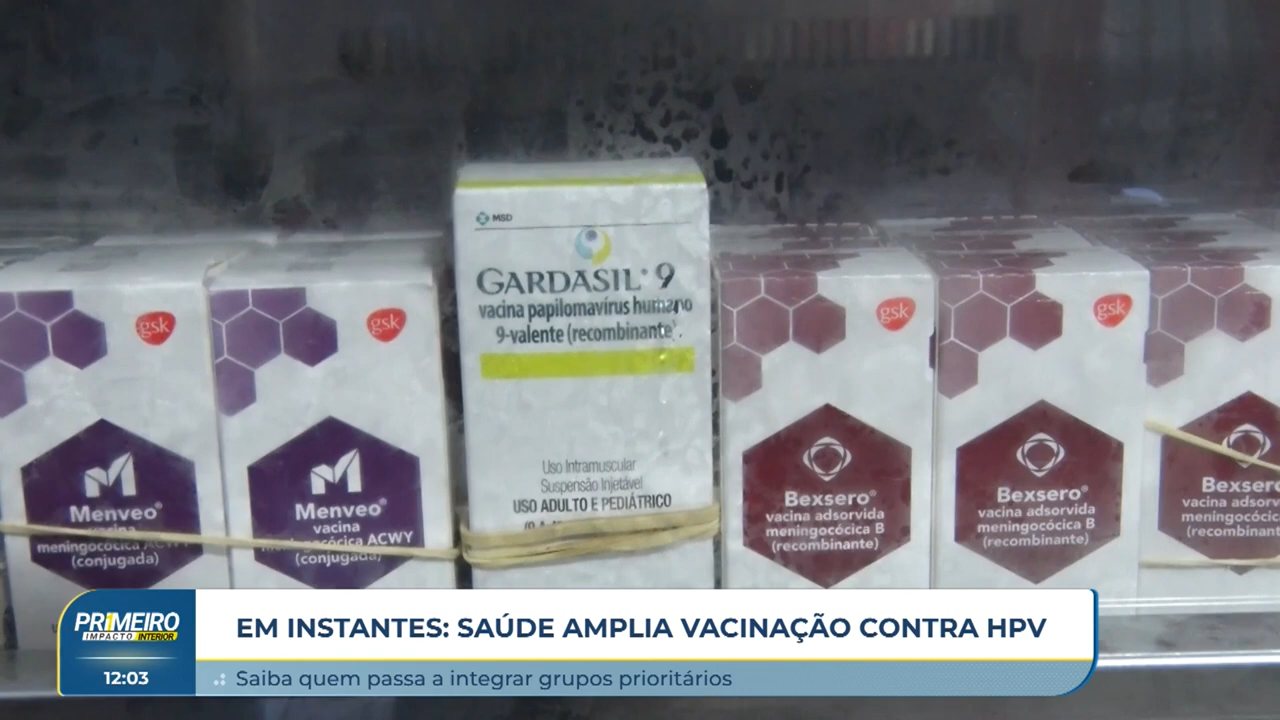 MSD
GARDASIL® 9
vacina papilomavírus humano
9-valente (recombinante)
Uso Intramuscular
Suspensão Injetável
USO ADULTO E PEDIÁTRICO
gsk
Menveo®
vacina
meningocócica ACWY
(conjugada)
gsk
Menveo®
vacina
meningocócica ACWY
(conjugada)
gsk
Bexsero®
vacina adsorvida
meningocócica B
(recombinante)
gsk
Bexsero®
vacina adsorvida
meningocócica B
(recombinante)
Bexsero
vacina adsorvida
PRIMEIRO
IMPACTO INTERIOR
12:03
EM INSTANTES: SAÚDE AMPLIA VACINAÇÃO CONTRA HPV
Saiba quem passa a integrar grupos prioritários